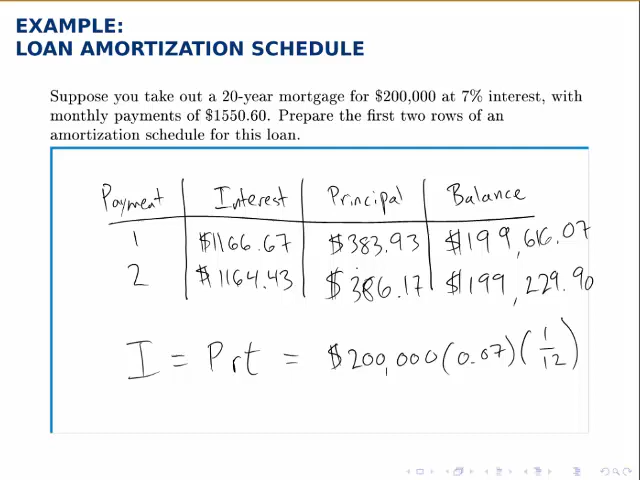 EXAMPLE:
LOAN AMORTIZATION SCHEDULE
Suppose you take out a 20-year mortgage for $200,000 at 7% interest, with
monthly payments of $1550.60. Prepare the first two rows of an
amortization schedule for this loan.
Payment Interest Principal Balance
1 $1166.67 $383.93 $199,616.07
2 $1164.43 $386.17 $199,229.90
I = Prt = $200,000(0.07)(1/12)